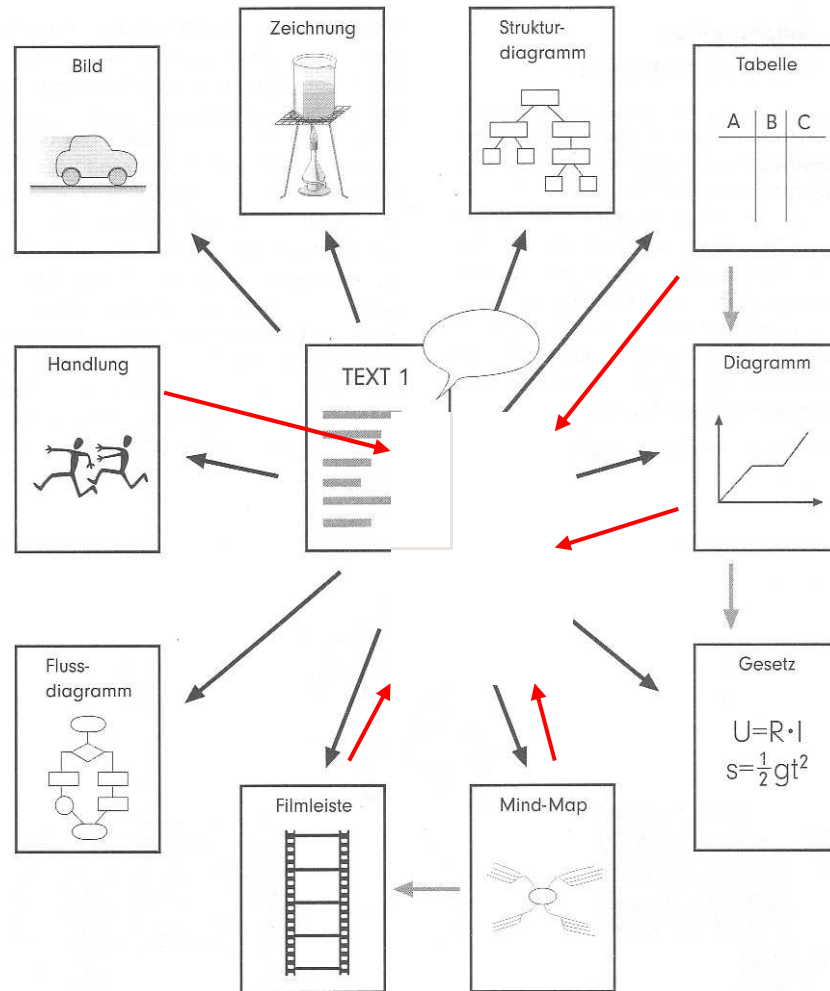 Bild
Zeichnung
Struktur-
diagramm
Tabelle
A B C
Handlung
TEXT 1
Diagramm
Fluss-
diagramm
Filmleiste
Mind-Map
Gesetz
U=R·I
s=½gt²